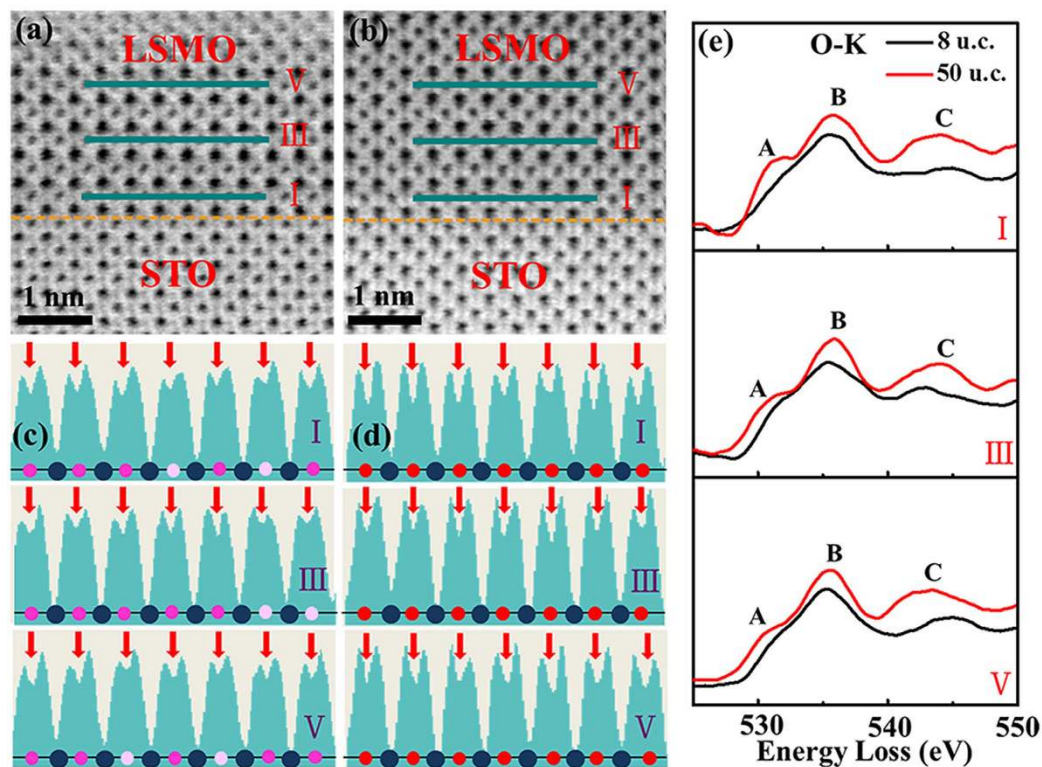 (a)
LSMO
V
III
I
STO
1 nm
(b)
LSMO
V
III
I
STO
1 nm
(c)
I
III
V
(d)
I
III
V
(e)
O-K
8 u.c.
50 u.c.
A
B
C
I
A
B
C
III
A
B
C
V
530 540 550
Energy Loss (eV)